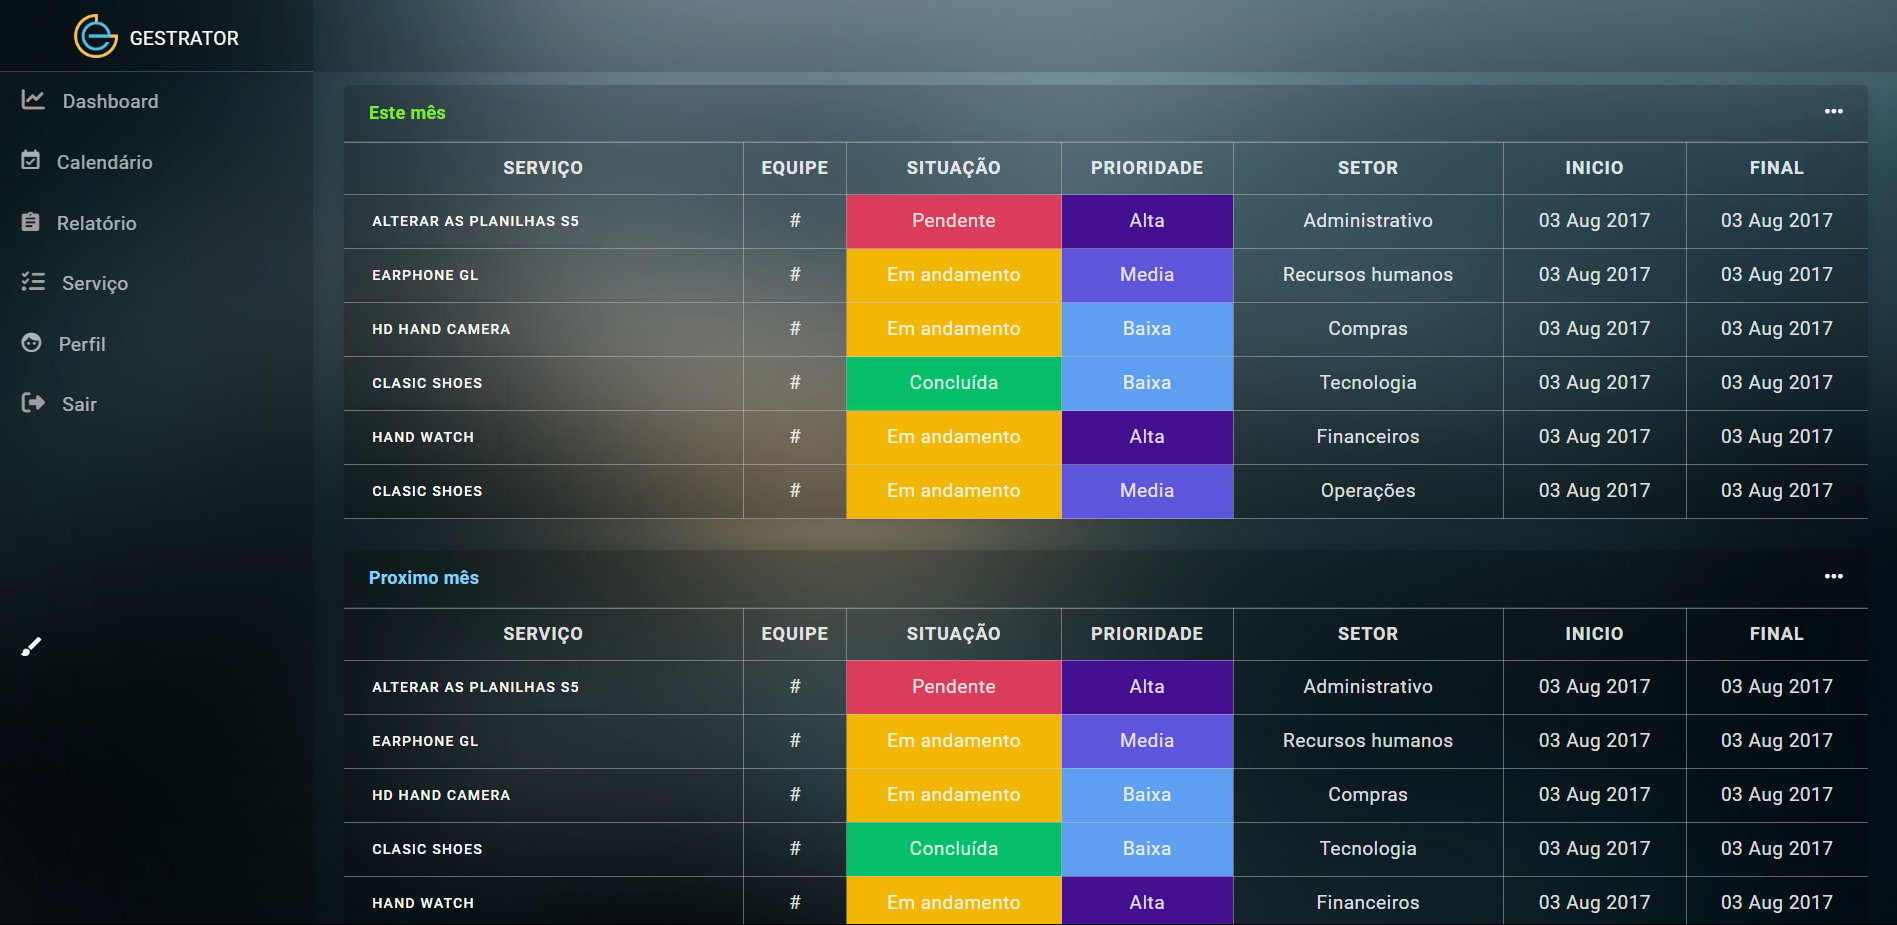 GESTRATOR
Dashboard
Calendário
Relatório
Serviço
Perfil
Sair
Este mês
SERVIÇO EQUIPE SITUAÇÃO PRIORIDADE SETOR INICIO FINAL
ALTERAR AS PLANILHAS S5 # Pendente Alta Administrativo 03 Aug 2017 03 Aug 2017
EARPHONE GL # Em andamento Media Recursos humanos 03 Aug 2017 03 Aug 2017
HD HAND CAMERA # Em andamento Baixa Compras 03 Aug 2017 03 Aug 2017
CLASIC SHOES # Concluída Baixa Tecnologia 03 Aug 2017 03 Aug 2017
HAND WATCH # Em andamento Alta Financeiros 03 Aug 2017 03 Aug 2017
CLASIC SHOES # Em andamento Media Operações 03 Aug 2017 03 Aug 2017
Proximo mês
SERVIÇO EQUIPE SITUAÇÃO PRIORIDADE SETOR INICIO FINAL
ALTERAR AS PLANILHAS S5 # Pendente Alta Administrativo 03 Aug 2017 03 Aug 2017
EARPHONE GL # Em andamento Media Recursos humanos 03 Aug 2017 03 Aug 2017
HD HAND CAMERA # Em andamento Baixa Compras 03 Aug 2017 03 Aug 2017
CLASIC SHOES # Concluída Baixa Tecnologia 03 Aug 2017 03 Aug 2017
HAND WATCH # Em andamento Alta Financeiros 03 Aug 2017 03 Aug 2017